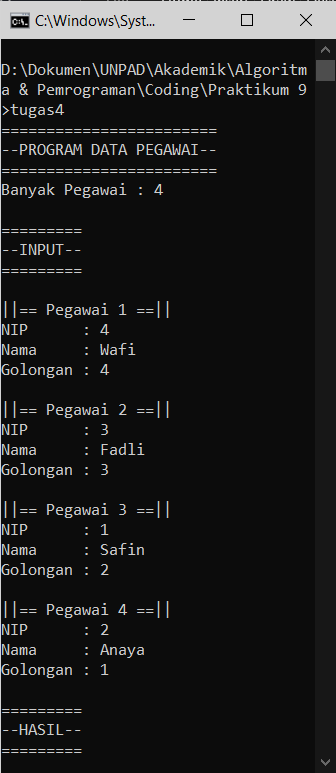 C:\Windows\Syst...
D:\Dokumen\UNPAD\Akademik\Algoritm
a & Pemrograman\Coding\Praktikum 9
>tugas4
========================
--PROGRAM DATA PEGAWAI--
========================
Banyak Pegawai : 4
=========
--INPUT--
=========
||== Pegawai 1 ==||
NIP      : 4
Nama     : Wafi
Golongan : 4
||== Pegawai 2 ==||
NIP      : 3
Nama     : Fadli
Golongan : 3
||== Pegawai 3 ==||
NIP      : 1
Nama     : Safin
Golongan : 2
||== Pegawai 4 ==||
NIP      : 2
Nama     : Anaya
Golongan : 1
=========
--HASIL--
=========